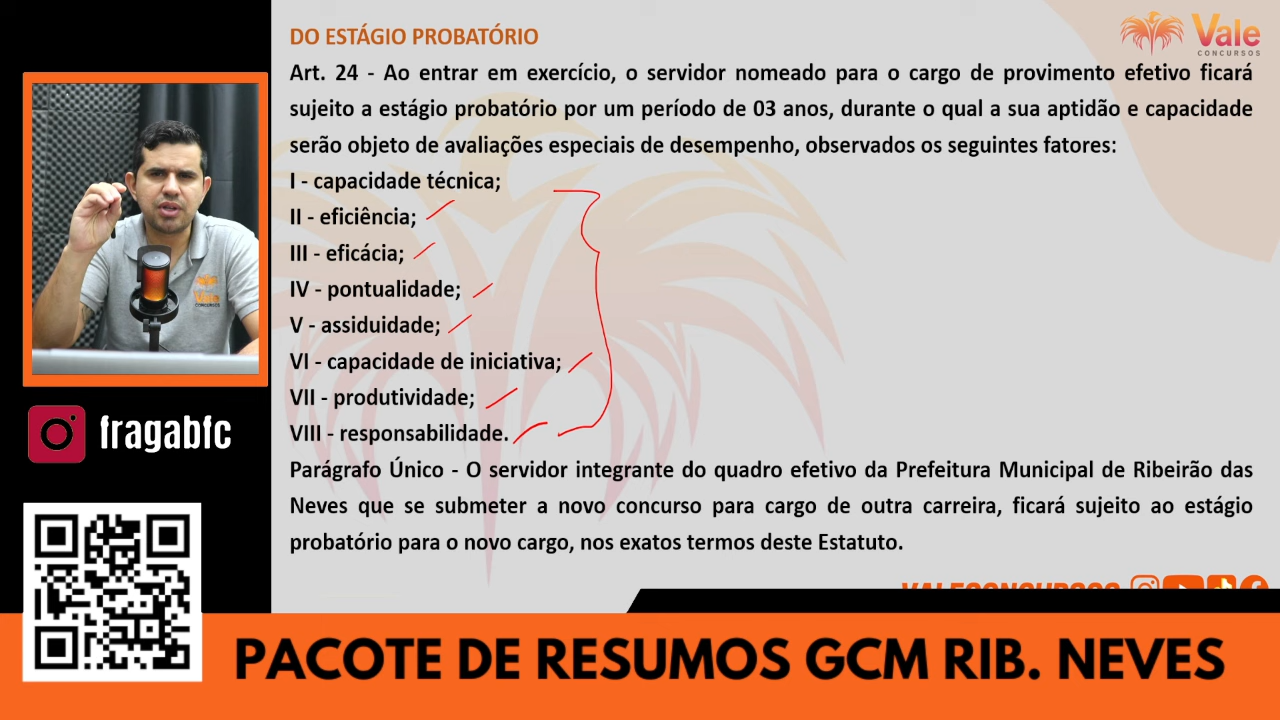 DO ESTÁGIO PROBATÓRIO
Vale
CONCURSOS
Art. 24 - Ao entrar em exercício, o servidor nomeado para o cargo de provimento efetivo ficará
sujeito a estágio probatório por um período de 03 anos, durante o qual a sua aptidão e capacidade
serão objeto de avaliações especiais de desempenho, observados os seguintes fatores:
I - capacidade técnica;
II - eficiência;
III - eficácia;
IV - pontualidade;
V - assiduidade;
VI - capacidade de iniciativa;
VII - produtividade;
VIII - responsabilidade.
Parágrafo Único - O servidor integrante do quadro efetivo da Prefeitura Municipal de Ribeirão das
Neves que se submeter a novo concurso para cargo de outra carreira, ficará sujeito ao estágio
probatório para o novo cargo, nos exatos termos deste Estatuto.
Vale
CONCURSOS
fragabfc
VALECONCURSOS
PACOTE DE RESUMOS GCM RIB. NEVES